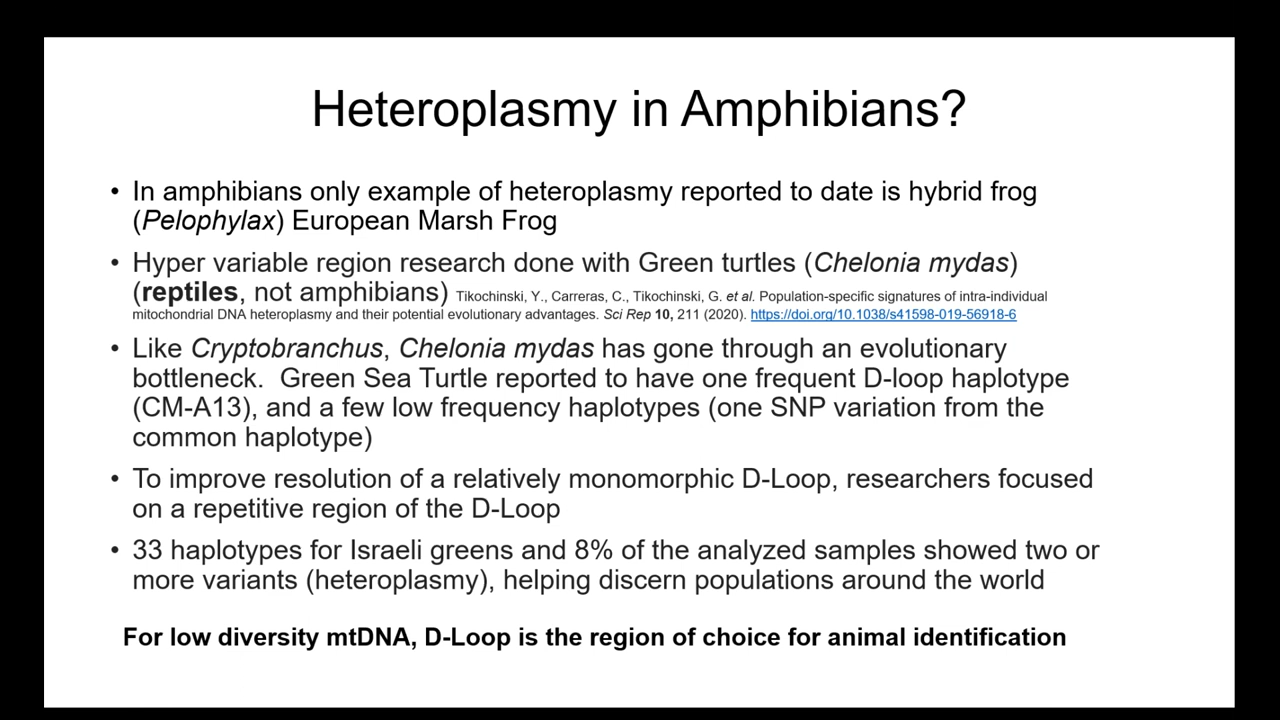 Heteroplasmy in Amphibians?
• In amphibians only example of heteroplasmy reported to date is hybrid frog
(Pelophylax) European Marsh Frog
• Hyper variable region research done with Green turtles (Chelonia mydas)
(reptiles, not amphibians) Tikochinski, Y., Carreras, C., Tikochinski, G. et al. Population-specific signatures of intra-individual
mitochondrial DNA heteroplasmy and their potential evolutionary advantages. Sci Rep 10, 211 (2020). https://doi.org/10.1038/s41598-019-56918-6
• Like Cryptobranchus, Chelonia mydas has gone through an evolutionary
bottleneck.  Green Sea Turtle reported to have one frequent D-loop haplotype
(CM-A13), and a few low frequency haplotypes (one SNP variation from the
common haplotype)
• To improve resolution of a relatively monomorphic D-Loop, researchers focused
on a repetitive region of the D-Loop
• 33 haplotypes for Israeli greens and 8% of the analyzed samples showed two or
more variants (heteroplasmy), helping discern populations around the world
For low diversity mtDNA, D-Loop is the region of choice for animal identification